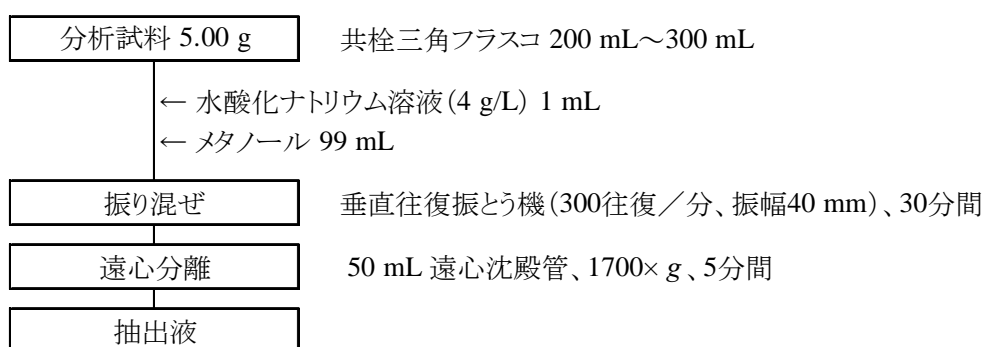 分析試料 5.00 g 共栓三角フラスコ 200 mL～300 mL
← 水酸化ナトリウム溶液(4 g/L) 1 mL
← メタノール 99 mL
振り混ぜ 垂直往復振とう機(300往復／分、振幅40 mm)、30分間
遠心分離 50 mL 遠心沈殿管、1700× g 、5分間
抽出液